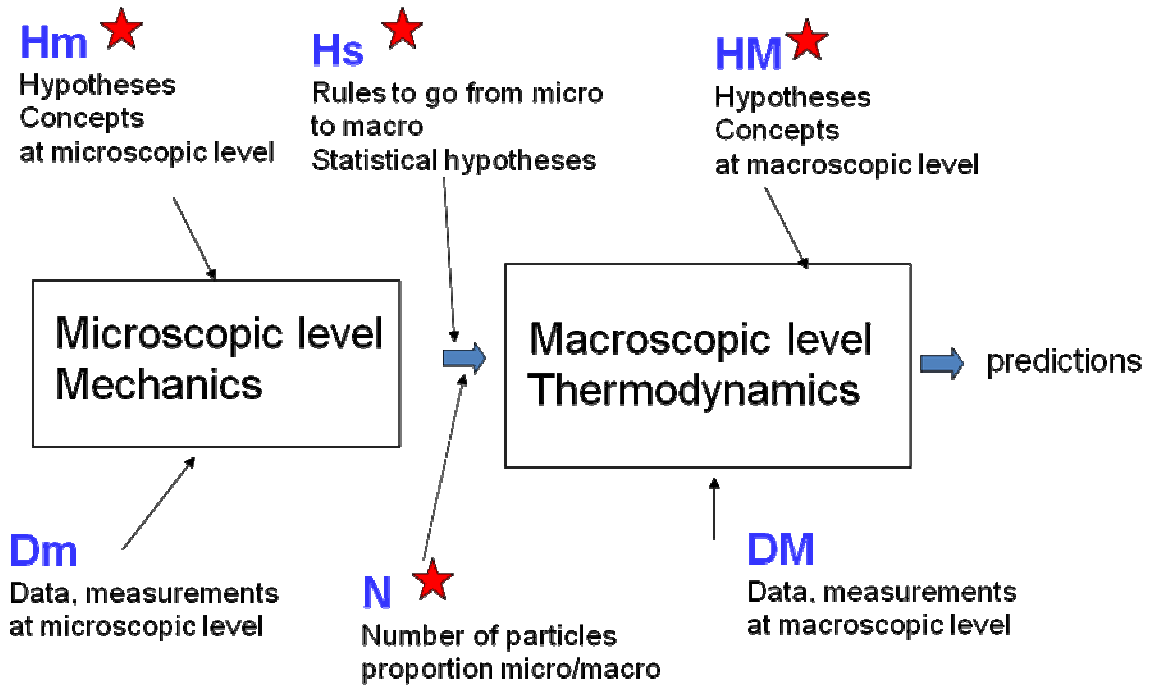 Hm
Hypotheses
Concepts
at microscopic level
Hs
Rules to go from micro
to macro
Statistical hypotheses
HM
Hypotheses
Concepts
at macroscopic level
Microscopic level
Mechanics
Macroscopic level
Thermodynamics
predictions
Dm
Data, measurements
at microscopic level
N
Number of particles
proportion micro/macro
DM
Data, measurements
at macroscopic level